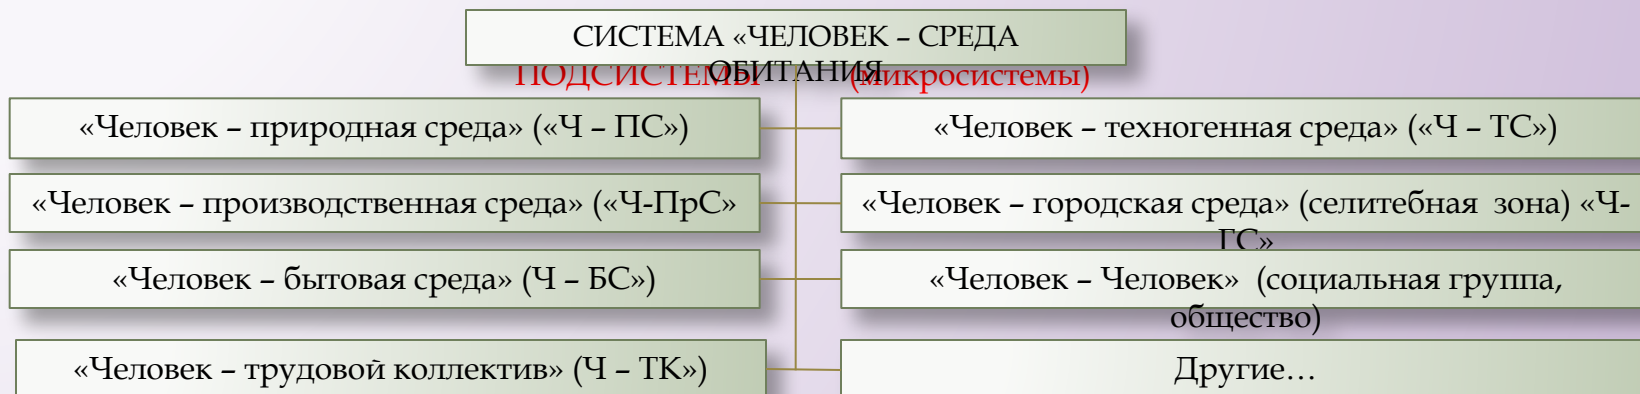 СИСТЕМА «ЧЕЛОВЕК – СРЕДА
ОБИТАНИЯ
ПОДСИСТЕМЫ (микросистемы)
«Человек – природная среда» («Ч – ПС»)
«Человек – техногенная среда» («Ч – ТС»)
«Человек – производственная среда» («Ч-ПрС»
«Человек – городская среда» (селитебная зона) «Ч-
ГС»
«Человек – бытовая среда» (Ч – БС»)
«Человек – Человек» (социальная группа,
общество)
«Человек – трудовой коллектив» (Ч – ТК»)
Другие…